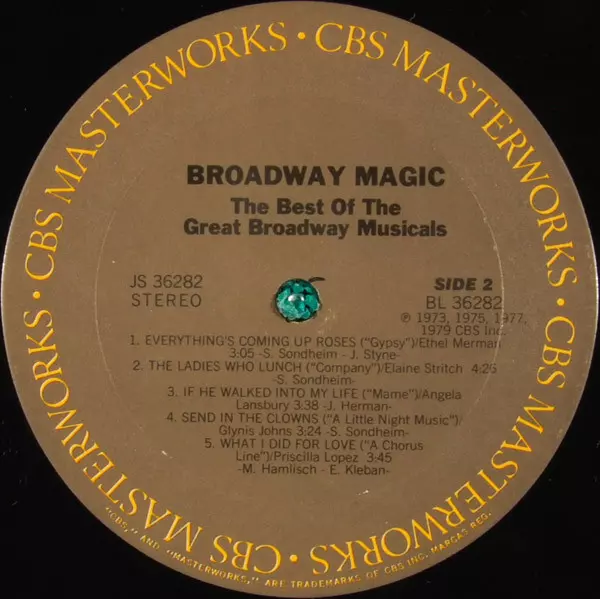 CBS MASTERWORKS · CBS MASTERWORKS · CBS MASTERWORKS · CBS MASTERWORKS ·
BROADWAY MAGIC
The Best Of The
Great Broadway Musicals
JS 36282
STEREO
SIDE 2
BL 36282
℗ 1973, 1975, 1977,
1979 CBS Inc.
1. EVERYTHING'S COMING UP ROSES ("Gypsy")/Ethel Merman
3:05 -S. Sondheim - J. Styne-
2. THE LADIES WHO LUNCH ("Company")/Elaine Stritch 4:26
-S. Sondheim-
3. IF HE WALKED INTO MY LIFE ("Mame")/Angela
Lansbury 3:38 -J. Herman-
4. SEND IN THE CLOWNS ("A Little Night Music")/
Glynis Johns 3:24 -S. Sondheim-
5. WHAT I DID FOR LOVE ("A Chorus
Line")/Priscilla Lopez 3:45
-M. Hamlisch - E. Kleban-
"CBS," AND "MASTERWORKS," ARE TRADEMARKS OF CBS INC. MARCAS REG.